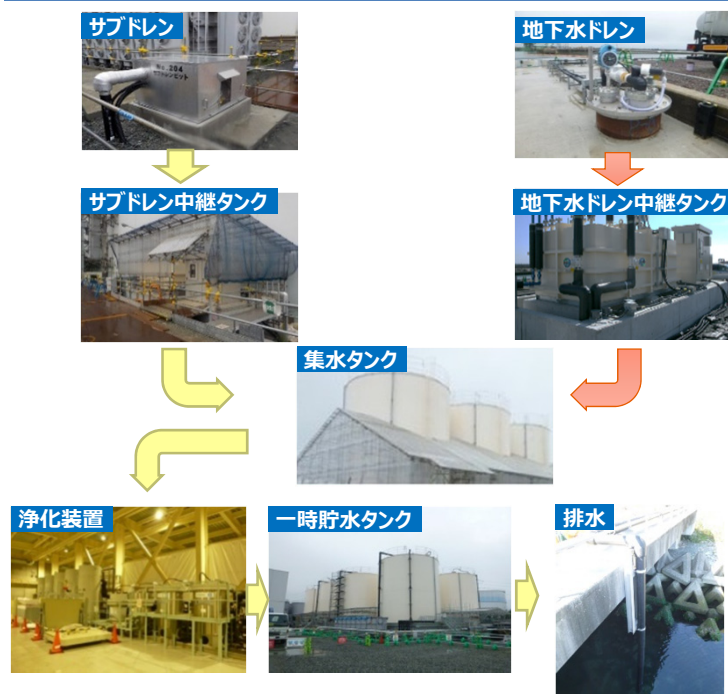 サブドレン
地下水ドレン
サブドレン中継タンク
地下水ドレン中継タンク
集水タンク
浄化装置
一時貯水タンク
排水